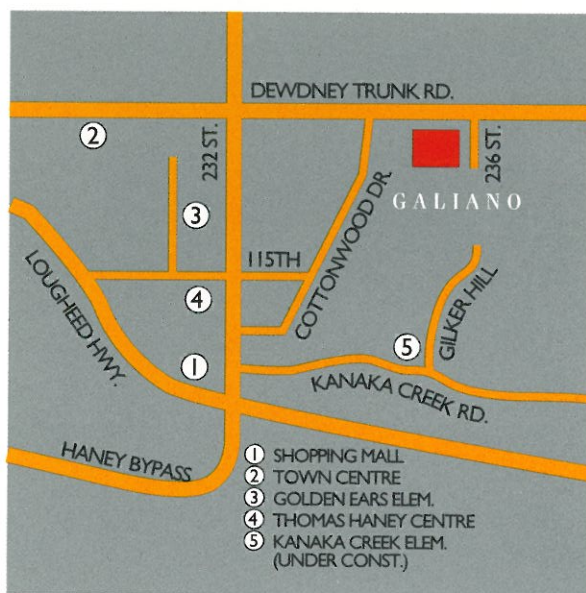 DEWDNEY TRUNK RD.
2
232 ST.
236 ST.
3
GALIANO
COTTONWOOD DR.
115TH
LOUGHEED HWY.
4
GILKER HILL
5
1
KANAKA CREEK RD.
HANEY BYPASS
1 SHOPPING MALL
2 TOWN CENTRE
3 GOLDEN EARS ELEM.
4 THOMAS HANEY CENTRE
5 KANAKA CREEK ELEM.
(UNDER CONST.)